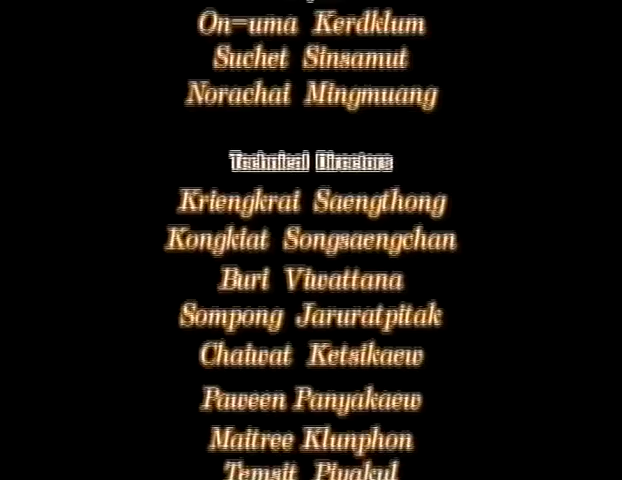 On-uma Kerdklum
Suchet Sinsamut
Norachai Mingmuang
Technical Directors
Kriengkrai Saengthong
Kongkiat Songsaengchan
Buri Viwattana
Sompong Jaruratpitak
Chaiwat Ketsikaew
Paween Panyakaew
Maitree Klunphon
Temsit Piyakul